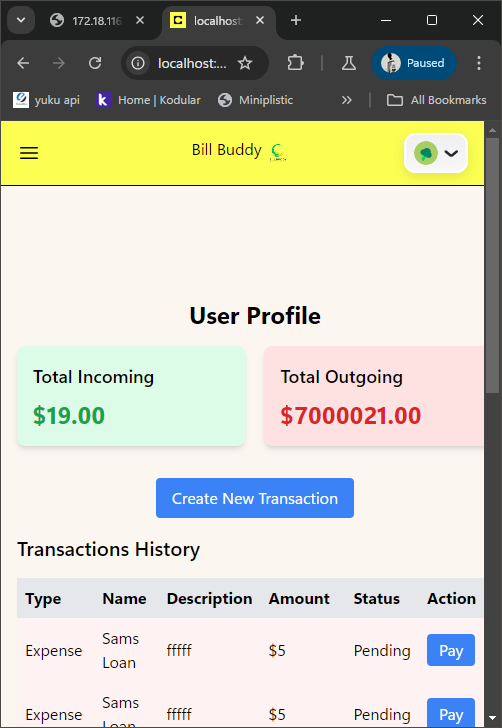 172.18.116
localhost:
localhost:...
Paused
yuku api
Home | Kodular
Miniplistic
All Bookmarks
Bill Buddy
User Profile
Total Incoming
$19.00
Total Outgoing
$7000021.00
Create New Transaction
Transactions History
Type Name Description Amount Status Action
Expense Sams Loan fffff $5 Pending Pay
Expense Sams Loan fffff $5 Pending Pay